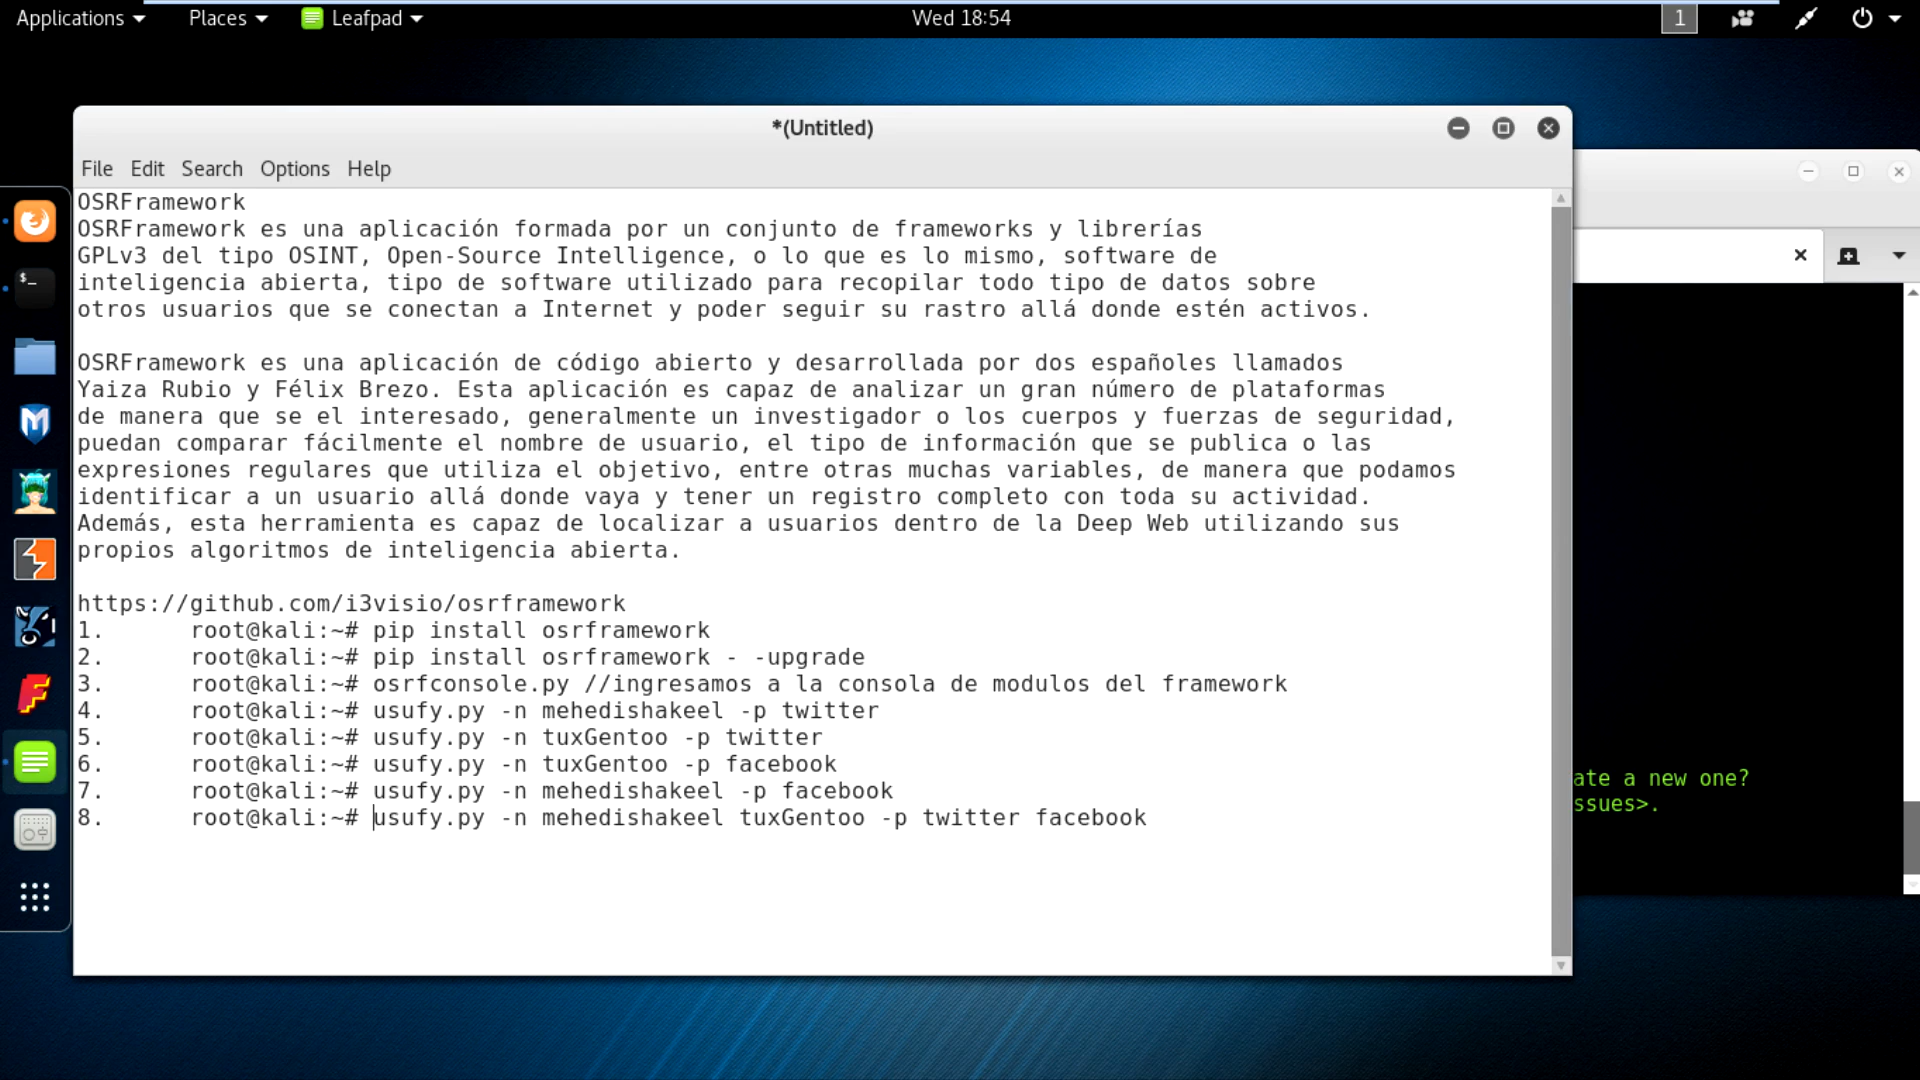 Applications Places Leafpad Wed 18:54 1
*(Untitled)
File Edit Search Options Help
OSRFramework
OSRFramework es una aplicación formada por un conjunto de frameworks y librerías
GPLv3 del tipo OSINT, Open-Source Intelligence, o lo que es lo mismo, software de
inteligencia abierta, tipo de software utilizado para recopilar todo tipo de datos sobre
otros usuarios que se conectan a Internet y poder seguir su rastro allá donde estén activos.
OSRFramework es una aplicación de código abierto y desarrollada por dos españoles llamados
Yaiza Rubio y Félix Brezo. Esta aplicación es capaz de analizar un gran número de plataformas
de manera que se el interesado, generalmente un investigador o los cuerpos y fuerzas de seguridad,
puedan comparar fácilmente el nombre de usuario, el tipo de información que se publica o las
expresiones regulares que utiliza el objetivo, entre otras muchas variables, de manera que podamos
identificar a un usuario allá donde vaya y tener un registro completo con toda su actividad.
Además, esta herramienta es capaz de localizar a usuarios dentro de la Deep Web utilizando sus
propios algoritmos de inteligencia abierta.
https://github.com/i3visio/osrframework
1. root@kali:~# pip install osrframework
2. root@kali:~# pip install osrframework - -upgrade
3. root@kali:~# osrfconsole.py //ingresamos a la consola de modulos del framework
4. root@kali:~# usufy.py -n mehedishakeel -p twitter
5. root@kali:~# usufy.py -n tuxGentoo -p twitter
6. root@kali:~# usufy.py -n tuxGentoo -p facebook
7. root@kali:~# usufy.py -n mehedishakeel -p facebook
8. root@kali:~# usufy.py -n mehedishakeel tuxGentoo -p twitter facebook
ate a new one?
ssues>.